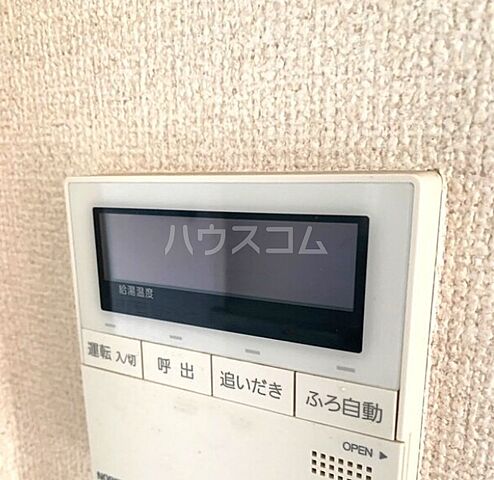 ハウスコム
給湯温度
運転 入/切
呼出
追いだき
ふろ自動
OPEN ▶